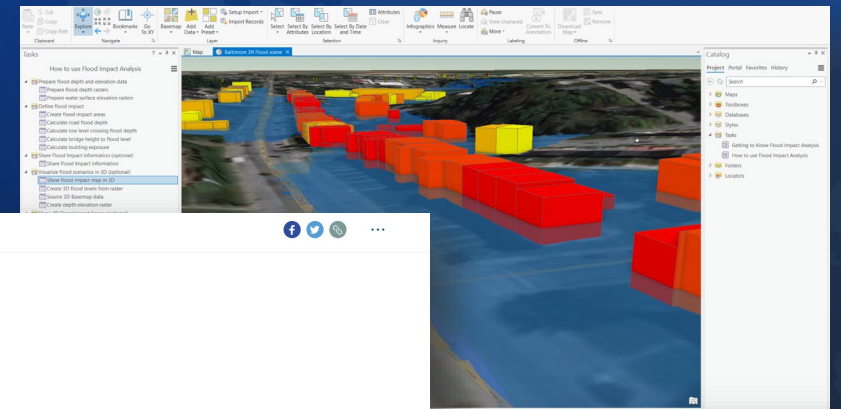 Cut
Copy
Copy Path
Clipboard
Explore
Bookmarks
Go To XY
Navigate
Basemap
Add Data
Add Preset
Setup Import
Import Records
Layer
Select
Select By Attributes
Select By Location
Select By Date and Time
Attributes
Clear
Selection
Infographics
Measure
Locate
Inquiry
Pause
View Unplaced
More
Convert To Annotation
Labeling
Download Map
Sync
Remove
Offline
Tasks
How to use Flood Impact Analysis
Prepare flood depth and elevation data
Prepare flood depth rasters
Prepare water surface elevation rasters
Define flood impact
Create flood impact areas
Calculate road flood depth
Calculate low level crossing flood depth
Calculate bridge height to flood level
Calculate building exposure
Share Flood Impact information (optional)
Share Flood Impact information
Visualize flood scenarios in 3D (optional)
Show flood impact map in 3D
Create 3D flood levels from raster
Source 3D Basemap data
Create depth elevation raster
Map
Baltimore 3ft Flood scene
Catalog
Project Portal Favorites History
Search
Maps
Toolboxes
Databases
Styles
Tasks
Getting to Know Flood Impact Analysis
How to use Flood Impact Analysis
Folders
Locators